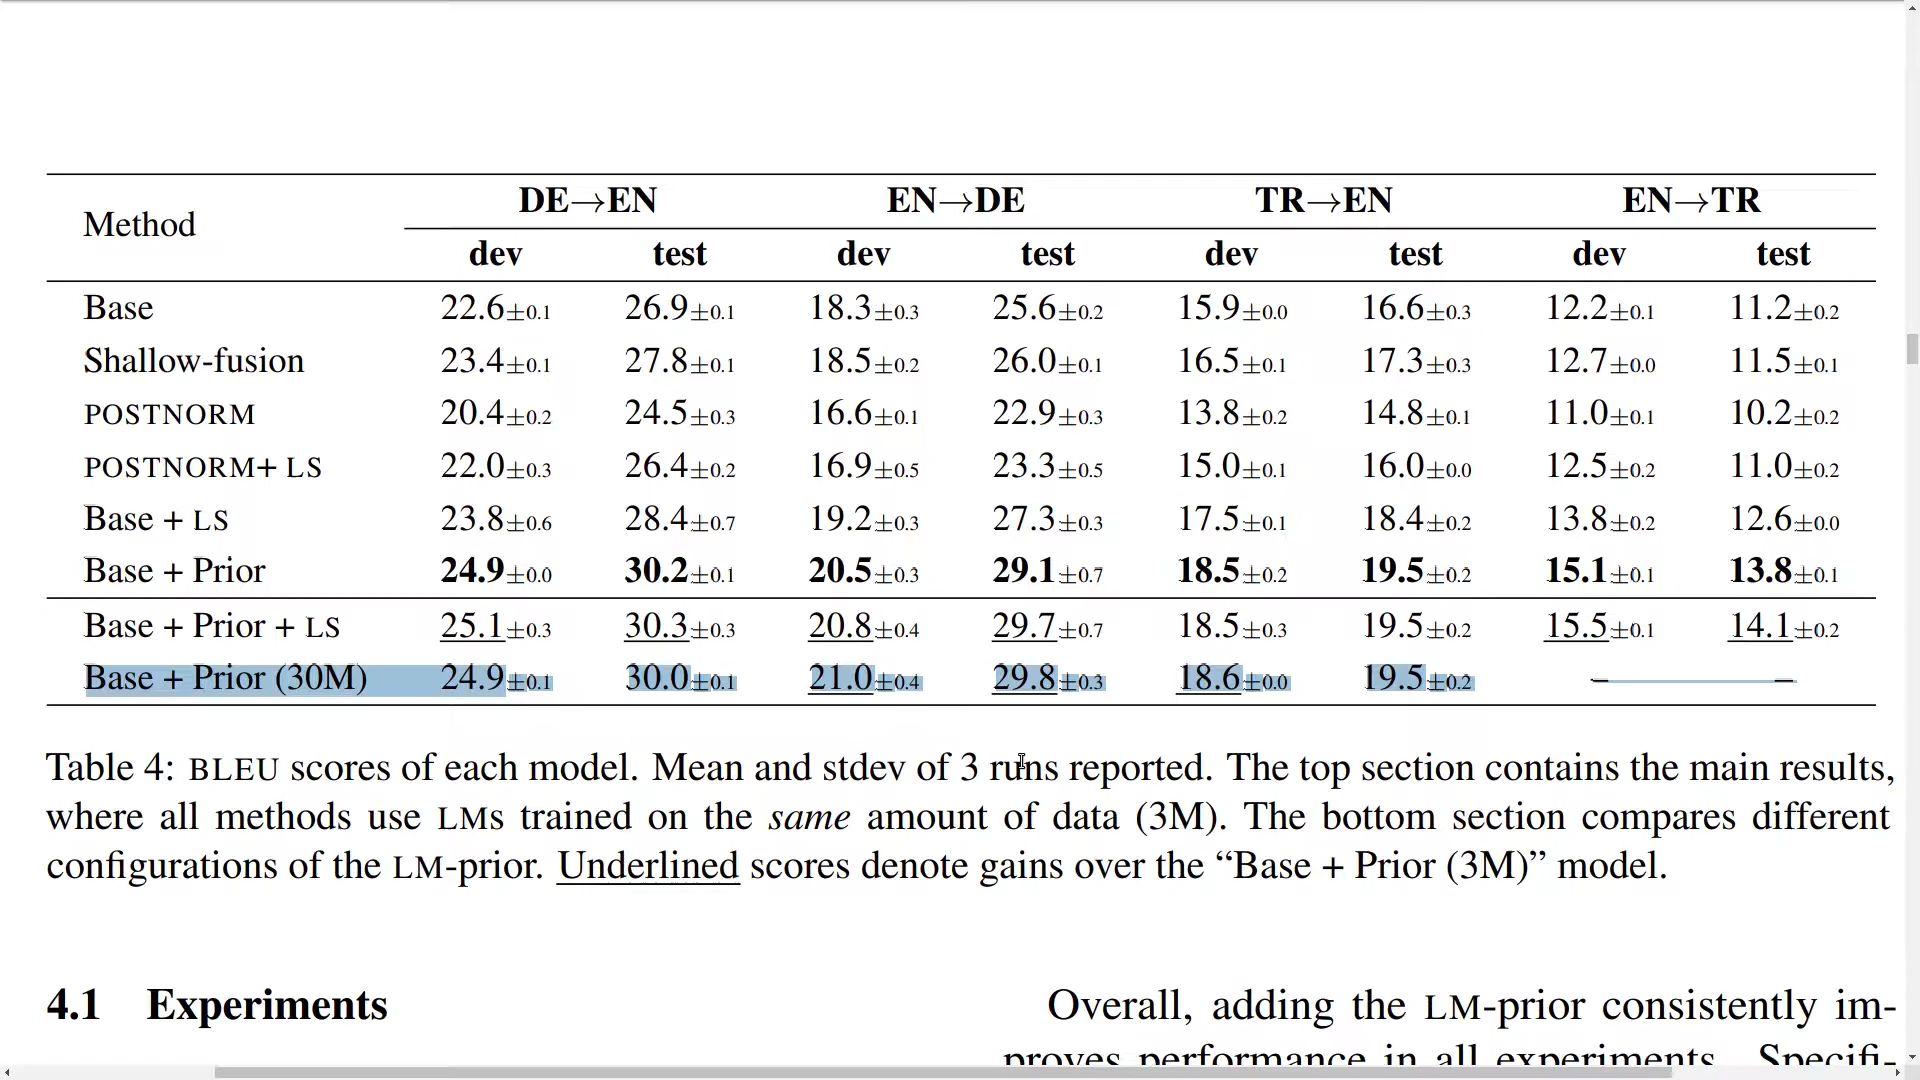 DE→EN EN→DE TR→EN EN→TR
Method
dev test dev test dev test dev test
Base 22.6±0.1 26.9±0.1 18.3±0.3 25.6±0.2 15.9±0.0 16.6±0.3 12.2±0.1 11.2±0.2
Shallow-fusion 23.4±0.1 27.8±0.1 18.5±0.2 26.0±0.1 16.5±0.1 17.3±0.3 12.7±0.0 11.5±0.1
POSTNORM 20.4±0.2 24.5±0.3 16.6±0.1 22.9±0.3 13.8±0.2 14.8±0.1 11.0±0.1 10.2±0.2
POSTNORM+ LS 22.0±0.3 26.4±0.2 16.9±0.5 23.3±0.5 15.0±0.1 16.0±0.0 12.5±0.2 11.0±0.2
Base + LS 23.8±0.6 28.4±0.7 19.2±0.3 27.3±0.3 17.5±0.1 18.4±0.2 13.8±0.2 12.6±0.0
Base + Prior 24.9±0.0 30.2±0.1 20.5±0.3 29.1±0.7 18.5±0.2 19.5±0.2 15.1±0.1 13.8±0.1
Base + Prior + LS 25.1±0.3 30.3±0.3 20.8±0.4 29.7±0.7 18.5±0.3 19.5±0.2 15.5±0.1 14.1±0.2
Base + Prior (30M) 24.9±0.1 30.0±0.1 21.0±0.4 29.8±0.3 18.6±0.0 19.5±0.2 – –
Table 4: BLEU scores of each model. Mean and stdev of 3 runs reported. The top section contains the main results,
where all methods use LMs trained on the same amount of data (3M). The bottom section compares different
configurations of the LM-prior. Underlined scores denote gains over the “Base + Prior (3M)” model.
4.1 Experiments
Overall, adding the LM-prior consistently im-
proves performance in all experiments. Specifi-